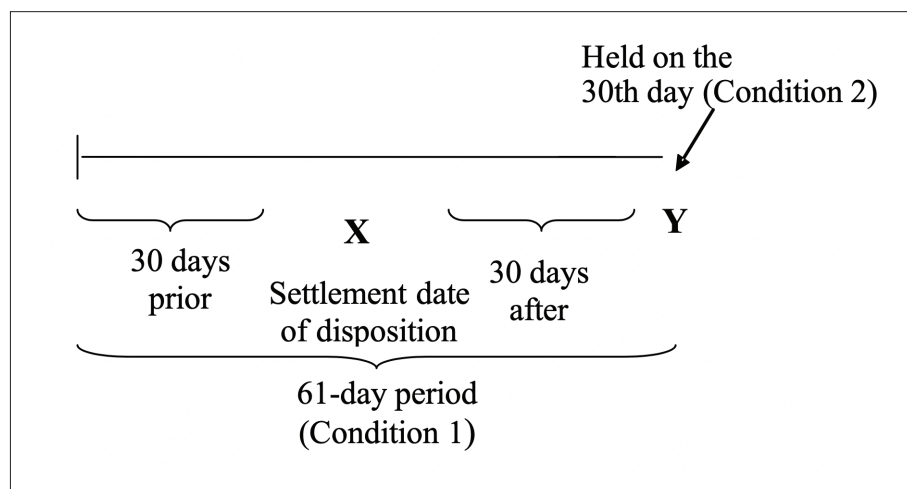 Held on the
30th day (Condition 2)
X
Y
30 days
prior
Settlement date
of disposition
30 days
after
61-day period
(Condition 1)